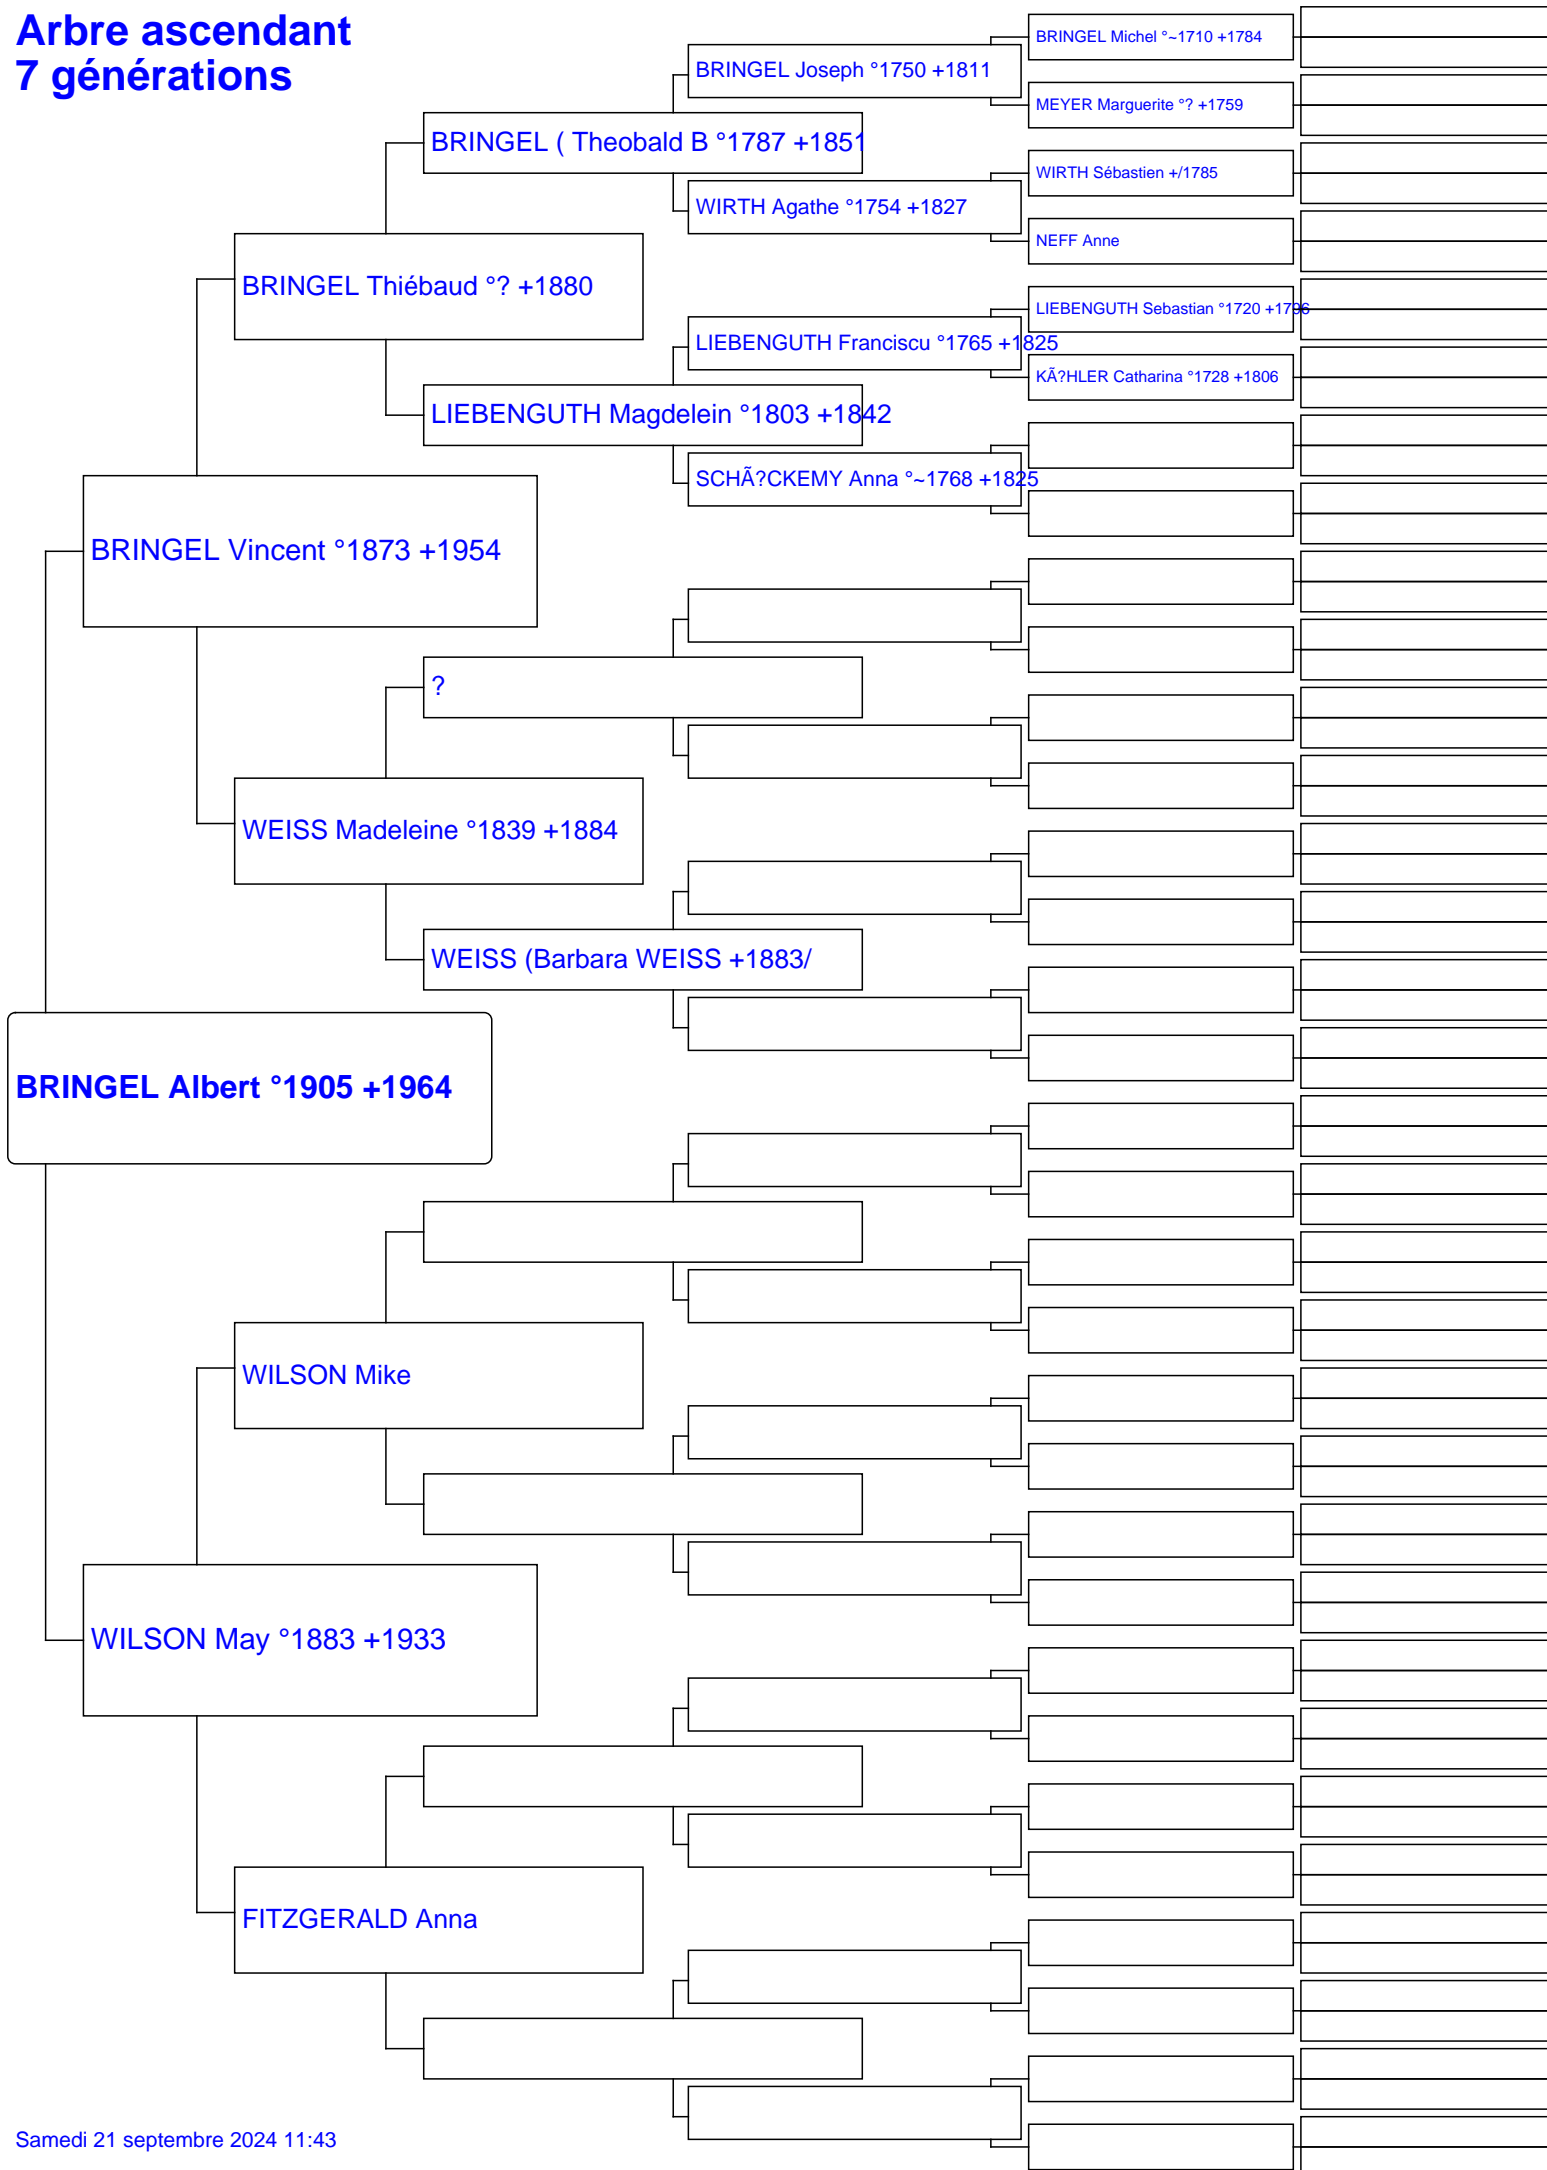 Arbre ascendant
7 générations
BRINGEL Michel °~1710 +1784
BRINGEL Joseph °1750 +1811
MEYER Marguerite °? +1759
BRINGEL ( Theobald B °1787 +1851
WIRTH Sébastien +/1785
WIRTH Agathe °1754 +1827
NEFF Anne
BRINGEL Thiébaud °? +1880
LIEBENGUTH Sebastian °1720 +1796
LIEBENGUTH Franciscu °1765 +1825
KÃ?HLER Catharina °1728 +1806
LIEBENGUTH Magdelein °1803 +1842
SCHÃ?CKEMY Anna °~1768 +1825
BRINGEL Vincent °1873 +1954
?
WEISS Madeleine °1839 +1884
WEISS (Barbara WEISS +1883/
BRINGEL Albert °1905 +1964
WILSON Mike
WILSON May °1883 +1933
FITZGERALD Anna
Samedi 21 septembre 2024 11:43